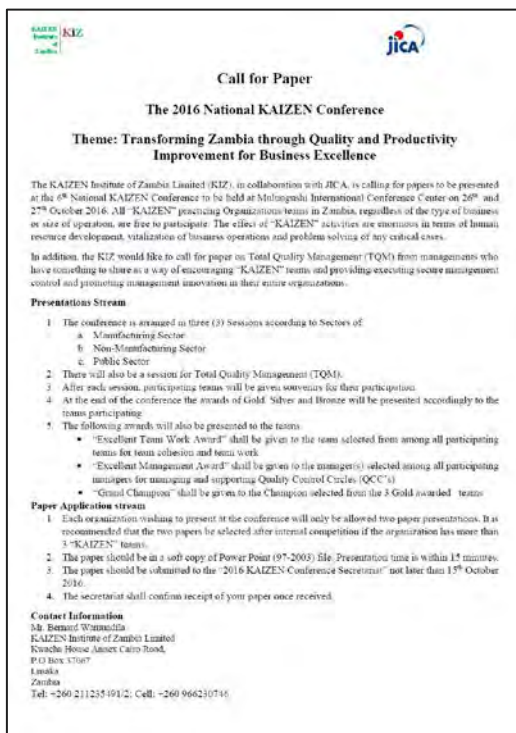 KAIZEN
Institute
of
Zambia
KIZ
jica
Call for Paper
The 2016 National KAIZEN Conference
Theme: Transforming Zambia through Quality and Productivity
Improvement for Business Excellence
The KAIZEN Institute of Zambia Limited (KIZ), in collaboration with JICA, is calling for papers to be presented
at the 6th National KAIZEN Conference to be held at Mulungushi International Conference Center on 26th and
27th October 2016. All "KAIZEN" practicing Organizations/teams in Zambia, regardless of the type of business
or size of operation, are free to participate. The effect of "KAIZEN" activities are enormous in terms of human
resource development, vitalization of business operations and problem solving of any critical cases.
In addition, the KIZ would like to call for paper on Total Quality Management (TQM) from managements who
have something to share as a way of encouraging "KAIZEN" teams and providing/executing secure management
control and promoting management innovation in their entire organizations.
Presentations Stream
1. The conference is arranged in three (3) Sessions according to Sectors of:
a. Manufacturing Sector
b. Non-Manufacturing Sector
c. Public Sector
2. There will also be a session for Total Quality Management (TQM).
3. After each session, participating teams will be given souvenirs for their participation.
4. At the end of the conference the awards of Gold, Silver and Bronze will be presented accordingly to the
teams participating.
5. The following awards will also be presented to the teams:
• "Excellent Team Work Award" shall be given to the team selected from among all participating
teams for team cohesion and team work
• "Excellent Management Award" shall be given to the manager(s) selected among all participating
managers for managing and supporting Quality Control Circles (QCC's)
• "Grand Champion" shall be given to the Champion selected from the 3 Gold awarded teams
Paper Application stream
1. Each organization wishing to present at the conference will only be allowed two paper presentations. It is
recommended that the two papers be selected after internal competition if the organization has more than
3 "KAIZEN" teams.
2. The paper should be in a soft copy of Power Point (97-2003) file. Presentation time is within 15 minutes.
3. The paper should be submitted to the "2016 KAIZEN Conference Secretariat" not later than 15th October
2016.
4. The secretariat shall confirm receipt of your paper once received.
Contact Information
Mr. Bernard
KAIZEN Institute of Zambia Limited
Kwacha House Annex Cairo Road,
P.O Box 37087
Lusaka
Zambia
Tel: +260 211235491/2; Cell: +260 966230746